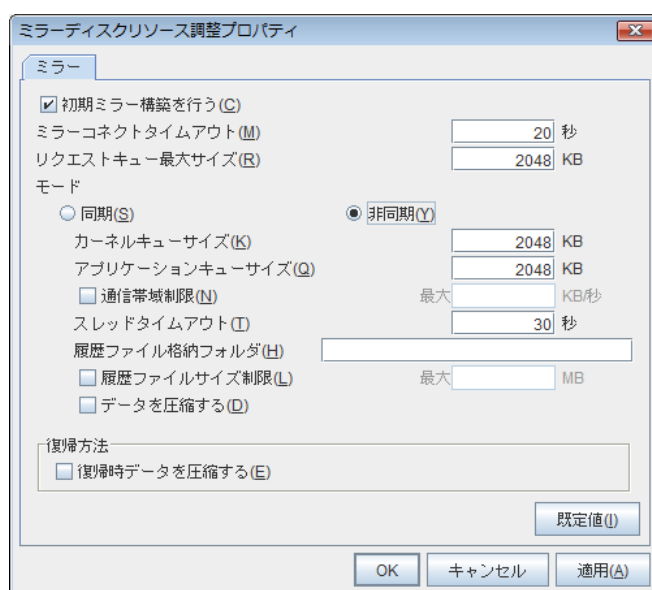 ミラーディスクリソース調整プロパティ
ミラー
初期ミラー構築を行う(C)
ミラーコネクトタイムアウト(M) 20 秒
リクエストキュー最大サイズ(R) 2048 KB
モード
同期(S) 非同期(Y)
カーネルキューサイズ(K) 2048 KB
アプリケーションキューサイズ(Q) 2048 KB
通信帯域制限(N) 最大 KB/秒
スレッドタイムアウト(T) 30 秒
履歴ファイル格納フォルダ(H)
履歴ファイルサイズ制限(L) 最大 MB
データを圧縮する(D)
復帰方法
復帰時データを圧縮する(E)
既定値(I)
OK キャンセル 適用(A)